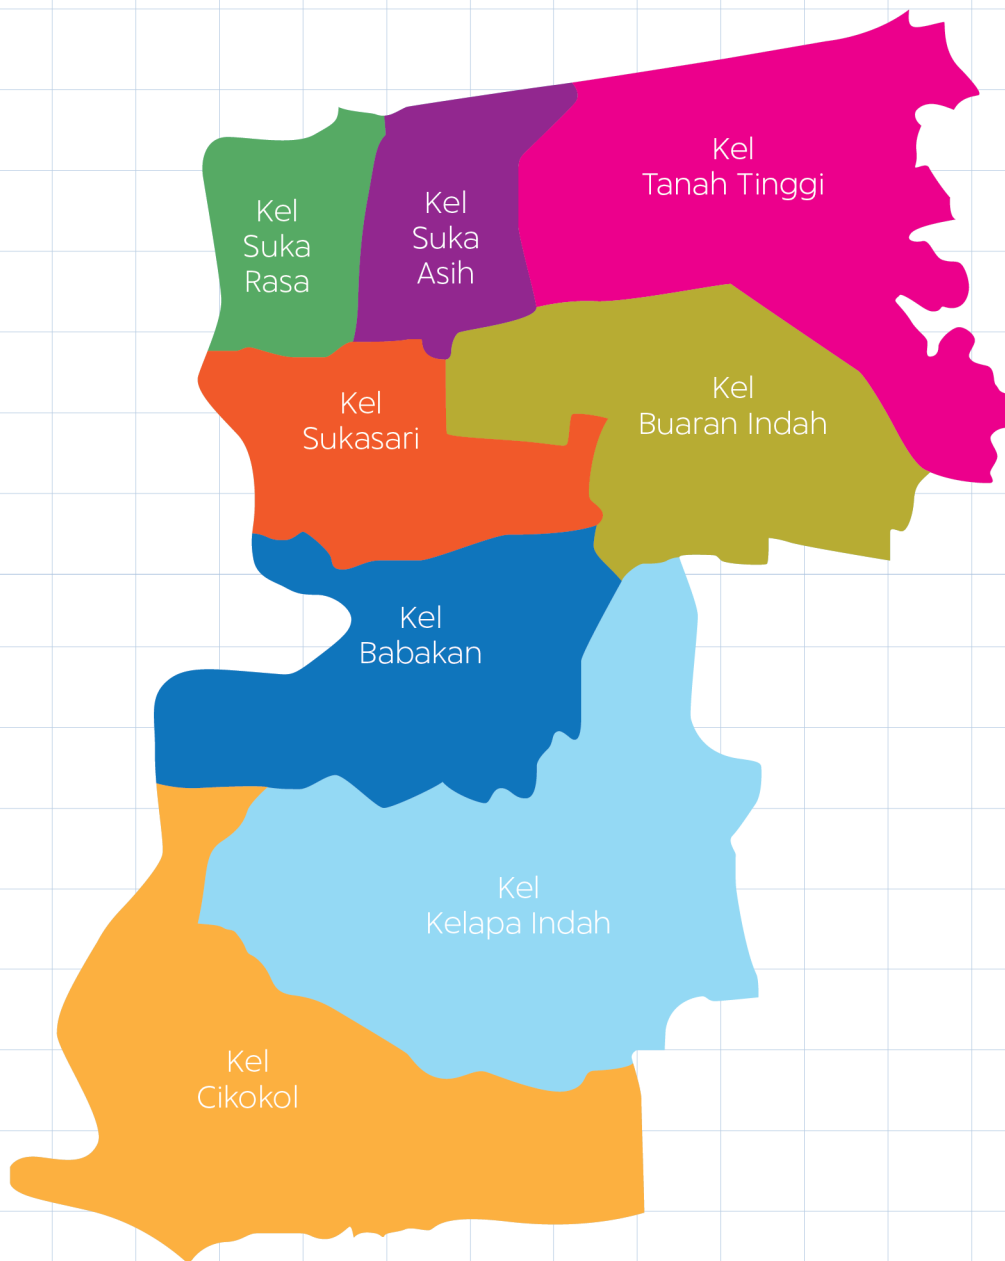 Kel
Tanah Tinggi
Kel
Suka
Asih
Kel
Suka
Rasa
Kel
Buaran Indah
Kel
Sukasari
Kel
Babakan
Kel
Kelapa Indah
Kel
Cikokol